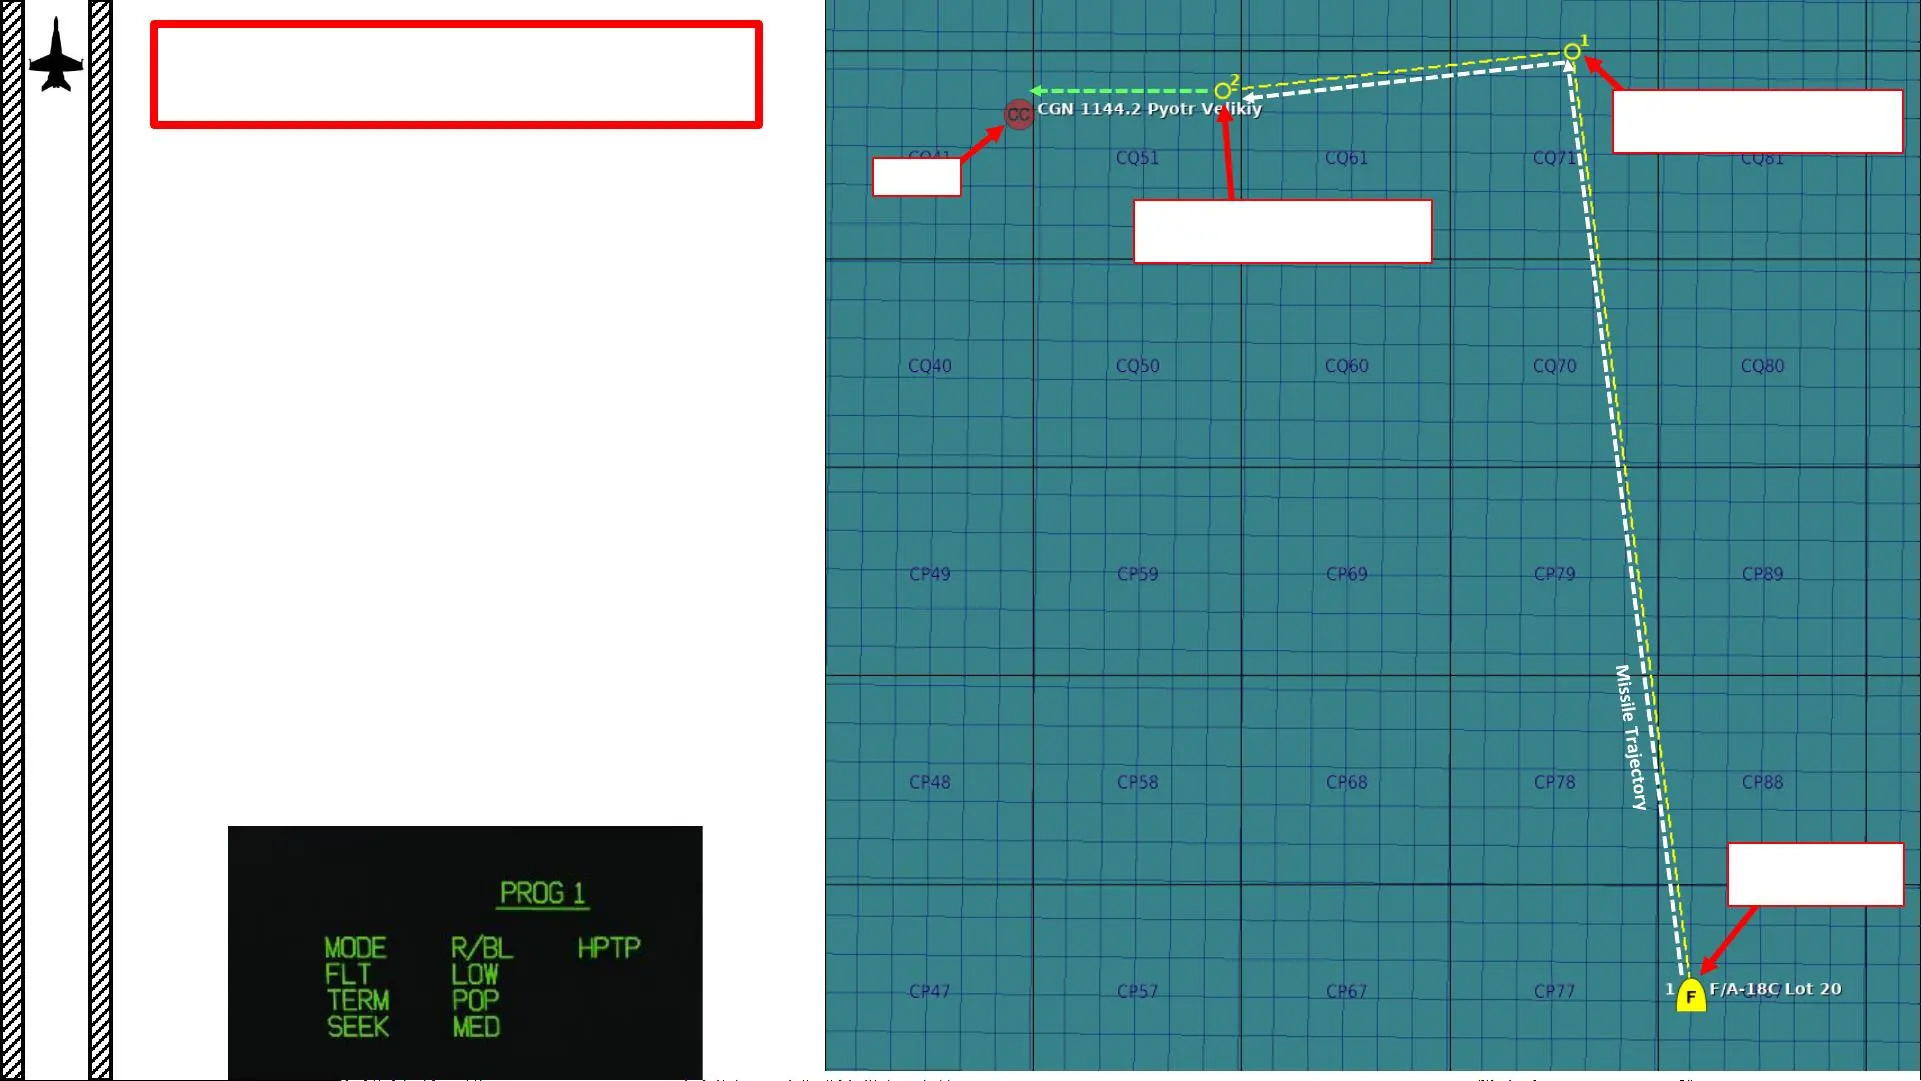 1
2
CC
CGN 1144.2 Pyotr Velikiy
CQ41
CQ51
CQ61
CQ71
CQ81
CQ40
CQ50
CQ60
CQ70
CQ80
CP49
CP59
CP69
CP79
CP89
Missile Trajectory
CP48
CP58
CP68
CP78
CP88
PROG 1
MODE R/BL HPTP
FLT LOW
TERM POP
SEEK MED
CP47
CP57
CP67
CP77
1
F
F/A-18C Lot 20